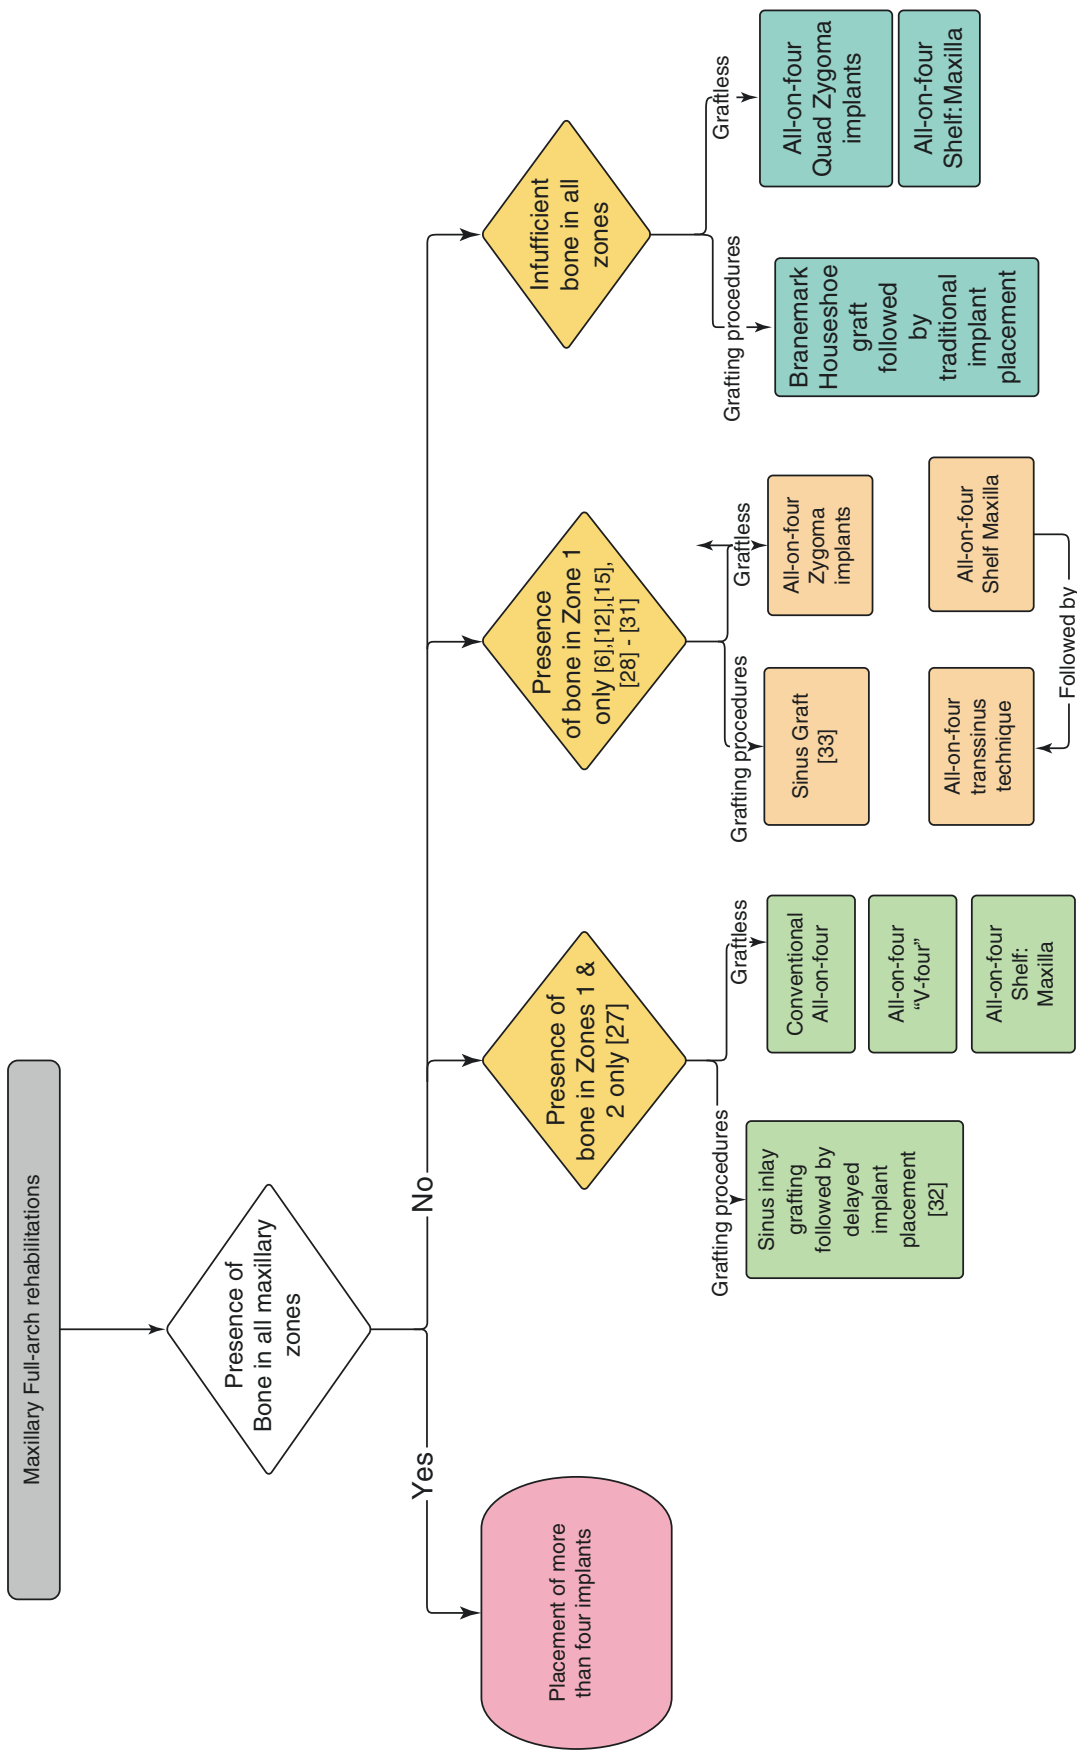 Maxillary Full-arch rehabilitations
Presence of
Bone in all maxillary
zones
Yes
No
Placement of more
than four implants
Presence of
bone in Zones 1 &
2 only [27]
Grafting procedures
Graftless
Sinus inlay
grafting
followed by
delayed
implant
placement
[32]
Conventional
All-on-four
All-on-four
“V-four”
All-on-four
Shelf:
Maxilla
Presence
of bone in Zone 1
only [6],[12],[15],
[28] - [31]
Grafting procedures
Graftless
Sinus Graft
[33]
All-on-four
Zygoma
implants
All-on-four
transsinus
technique
All-on-four
Shelf Maxilla
Followed by
Infufficient
bone in all
zones
Grafting procedures
Graftless
Branemark
Houseshoe
graft
followed
by
traditional
implant
placement
All-on-four
Quad Zygoma
implants
All-on-four
Shelf:Maxilla